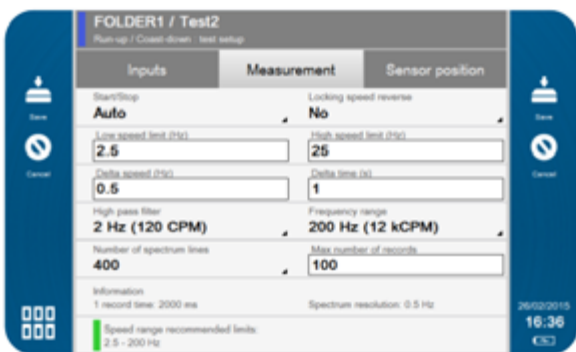 FOLDER1 / Test2
Run-up / Coast-down : test setup
Inputs Measurement Sensor position
Start/Stop Locking speed reverse
Auto No
Low speed limit (Hz) High speed limit (Hz)
2.5 25
Delta speed (Hz) Delta time (s)
0.5 1
High pass filter Frequency range
2 Hz (120 CPM) 200 Hz (12 kCPM)
Number of spectrum lines Max number of records
400 100
Information
1 record time: 2000 ms Spectrum resolution: 0.5 Hz
Speed range recommended limits:
2.5 - 200 Hz
Save
Cancel
Save
Cancel
26/02/2015
16:36